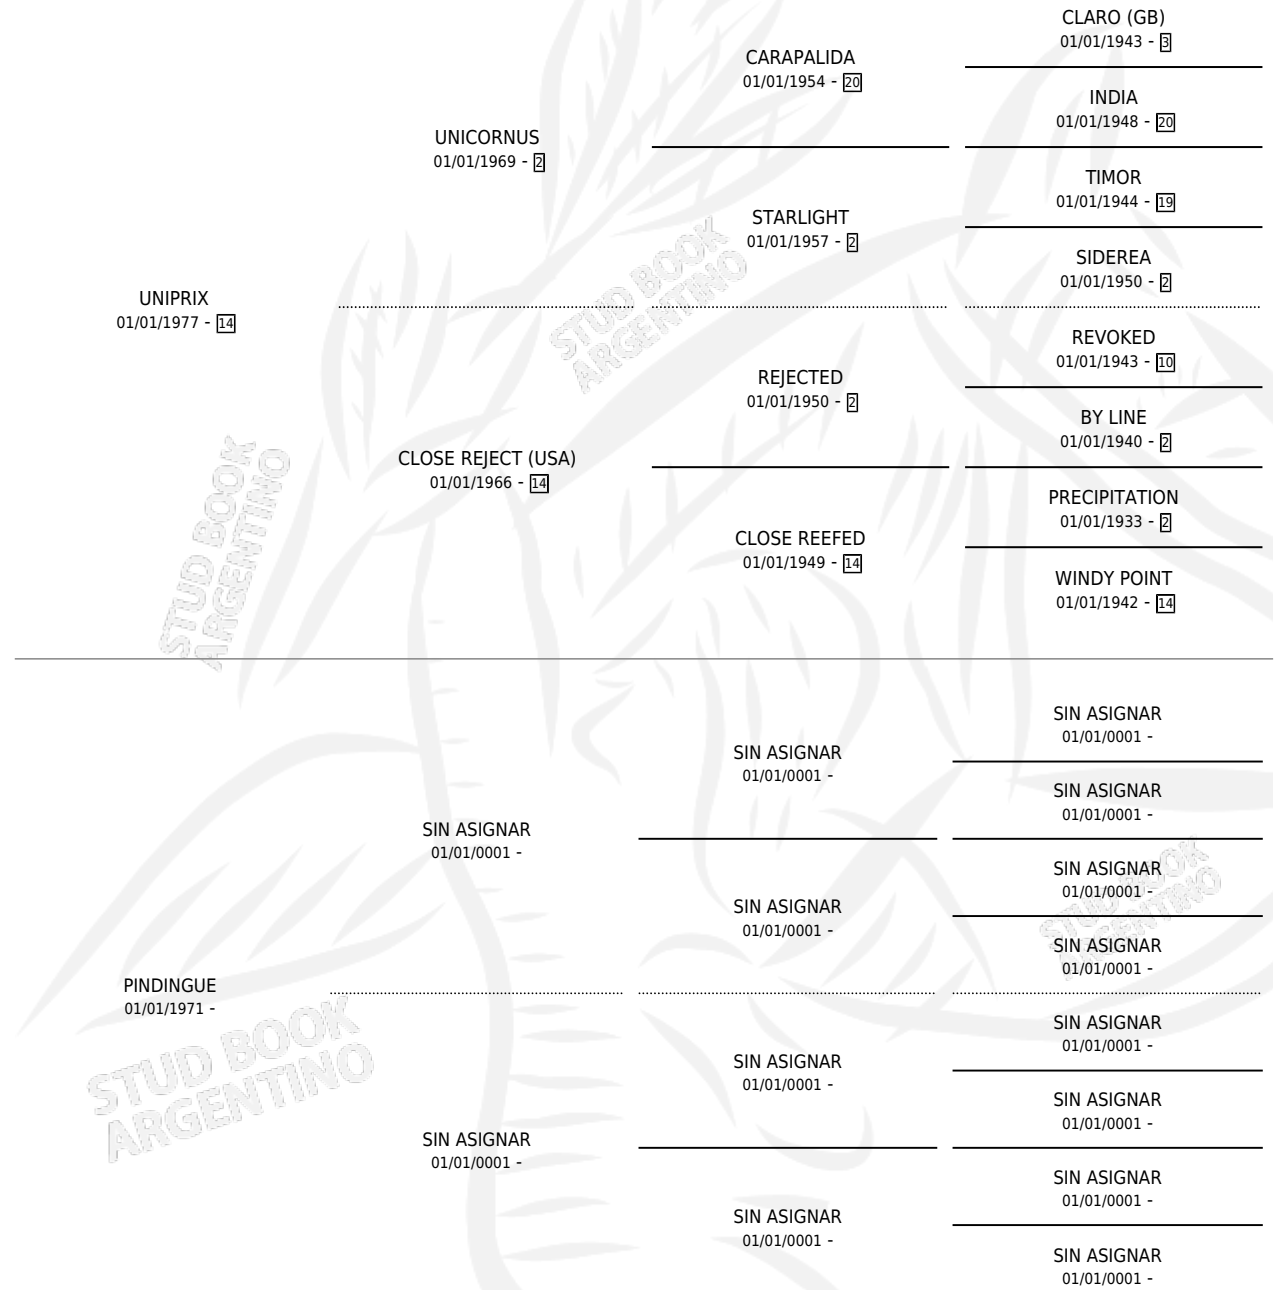 CLARO (GB)
01/01/1943 - 3
CARAPALIDA
01/01/1954 - 20
INDIA
01/01/1948 - 20
UNICORNUS
01/01/1969 - 2
TIMOR
01/01/1944 - 19
STARLIGHT
01/01/1957 - 2
SIDEREA
01/01/1950 - 2
UNIPRIX
01/01/1977 - 14
REVOKED
01/01/1943 - 10
REJECTED
01/01/1950 - 2
BY LINE
01/01/1940 - 2
CLOSE REJECT (USA)
01/01/1966 - 14
PRECIPITATION
01/01/1933 - 2
CLOSE REEFED
01/01/1949 - 14
WINDY POINT
01/01/1942 - 14
STUD BOOK
ARGENTINO
STUD BOOK
ARGENTINO
SIN ASIGNAR
01/01/0001 -
SIN ASIGNAR
01/01/0001 -
SIN ASIGNAR
01/01/0001 -
SIN ASIGNAR
01/01/0001 -
SIN ASIGNAR
01/01/0001 -
SIN ASIGNAR
01/01/0001 -
SIN ASIGNAR
01/01/0001 -
PINDINGUE
01/01/1971 -
SIN ASIGNAR
01/01/0001 -
SIN ASIGNAR
01/01/0001 -
SIN ASIGNAR
01/01/0001 -
SIN ASIGNAR
01/01/0001 -
SIN ASIGNAR
01/01/0001 -
SIN ASIGNAR
01/01/0001 -
SIN ASIGNAR
01/01/0001 -
STUD BOOK
ARGENTINO
STUD BOOK
ARGENTINO